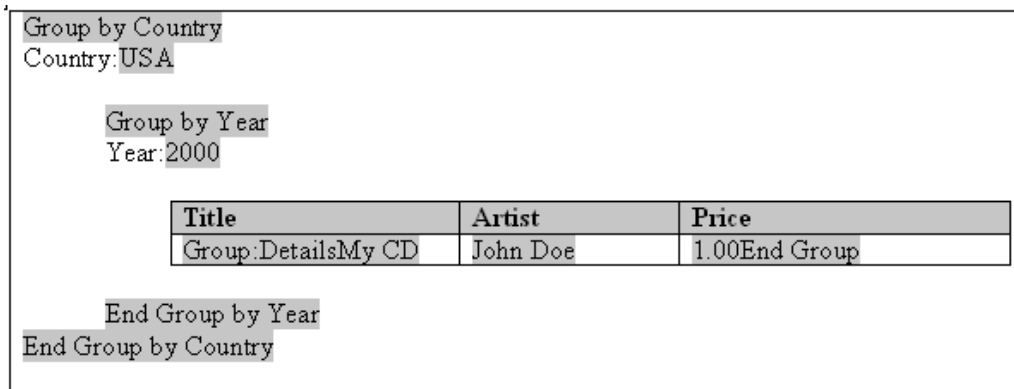 Group by Country
Country:USA
Group by Year
Year:2000
Title Artist Price
Group:DetailsMy CD John Doe 1.00End Group
End Group by Year
End Group by Country